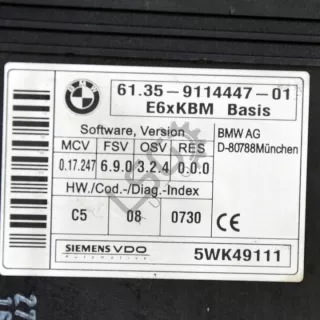 BMW
61.35-9114447-01
E6xKBM Basis
Software, Version
BMW AG
MCV FSV OSV RES
D-80788München
0.17.247 6.9.0 3.2.4 0.0.0
HW./Cod.-/Diag.-Index
C5 08 0730 CE
SIEMENS VDO
Automotive
5WK49111